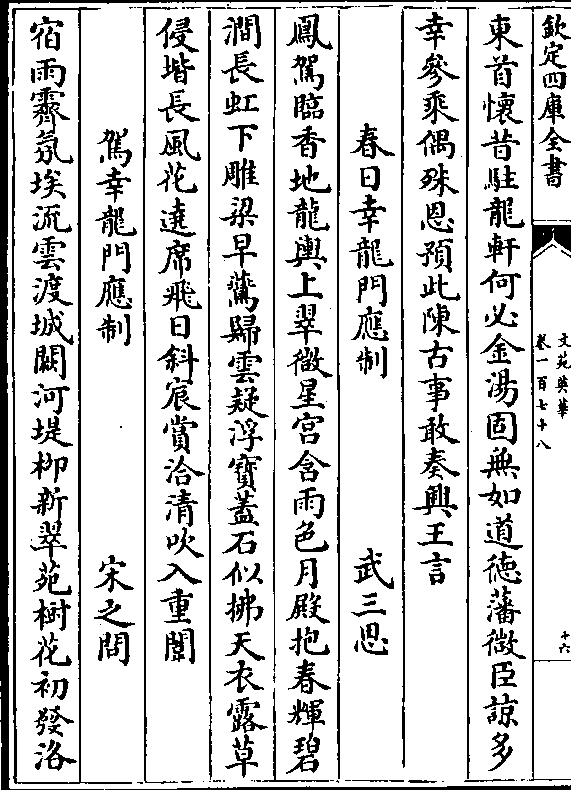 欽定四庫全書
文苑英華
卷一百七十八
十六
東首懷昔駐龍軒何必金湯固無如道德藩微臣諒多
幸參乘偶殊恩預此陳古事敢奏興王言
春日幸龍門應制 武三思
鳳駕臨香地龍輿上翠微星宮含雨色月殿抱春輝碧
澗長虹下雕梁早鷰歸雲疑浮寶蓋石似拂天衣露草
侵堦長風花遶席飛日斜宸賞洽清吹入重闈
駕幸龍門應制 宋之問
宿雨霽氛埃流雲渡城闕河堤柳新翠苑樹花初發洛